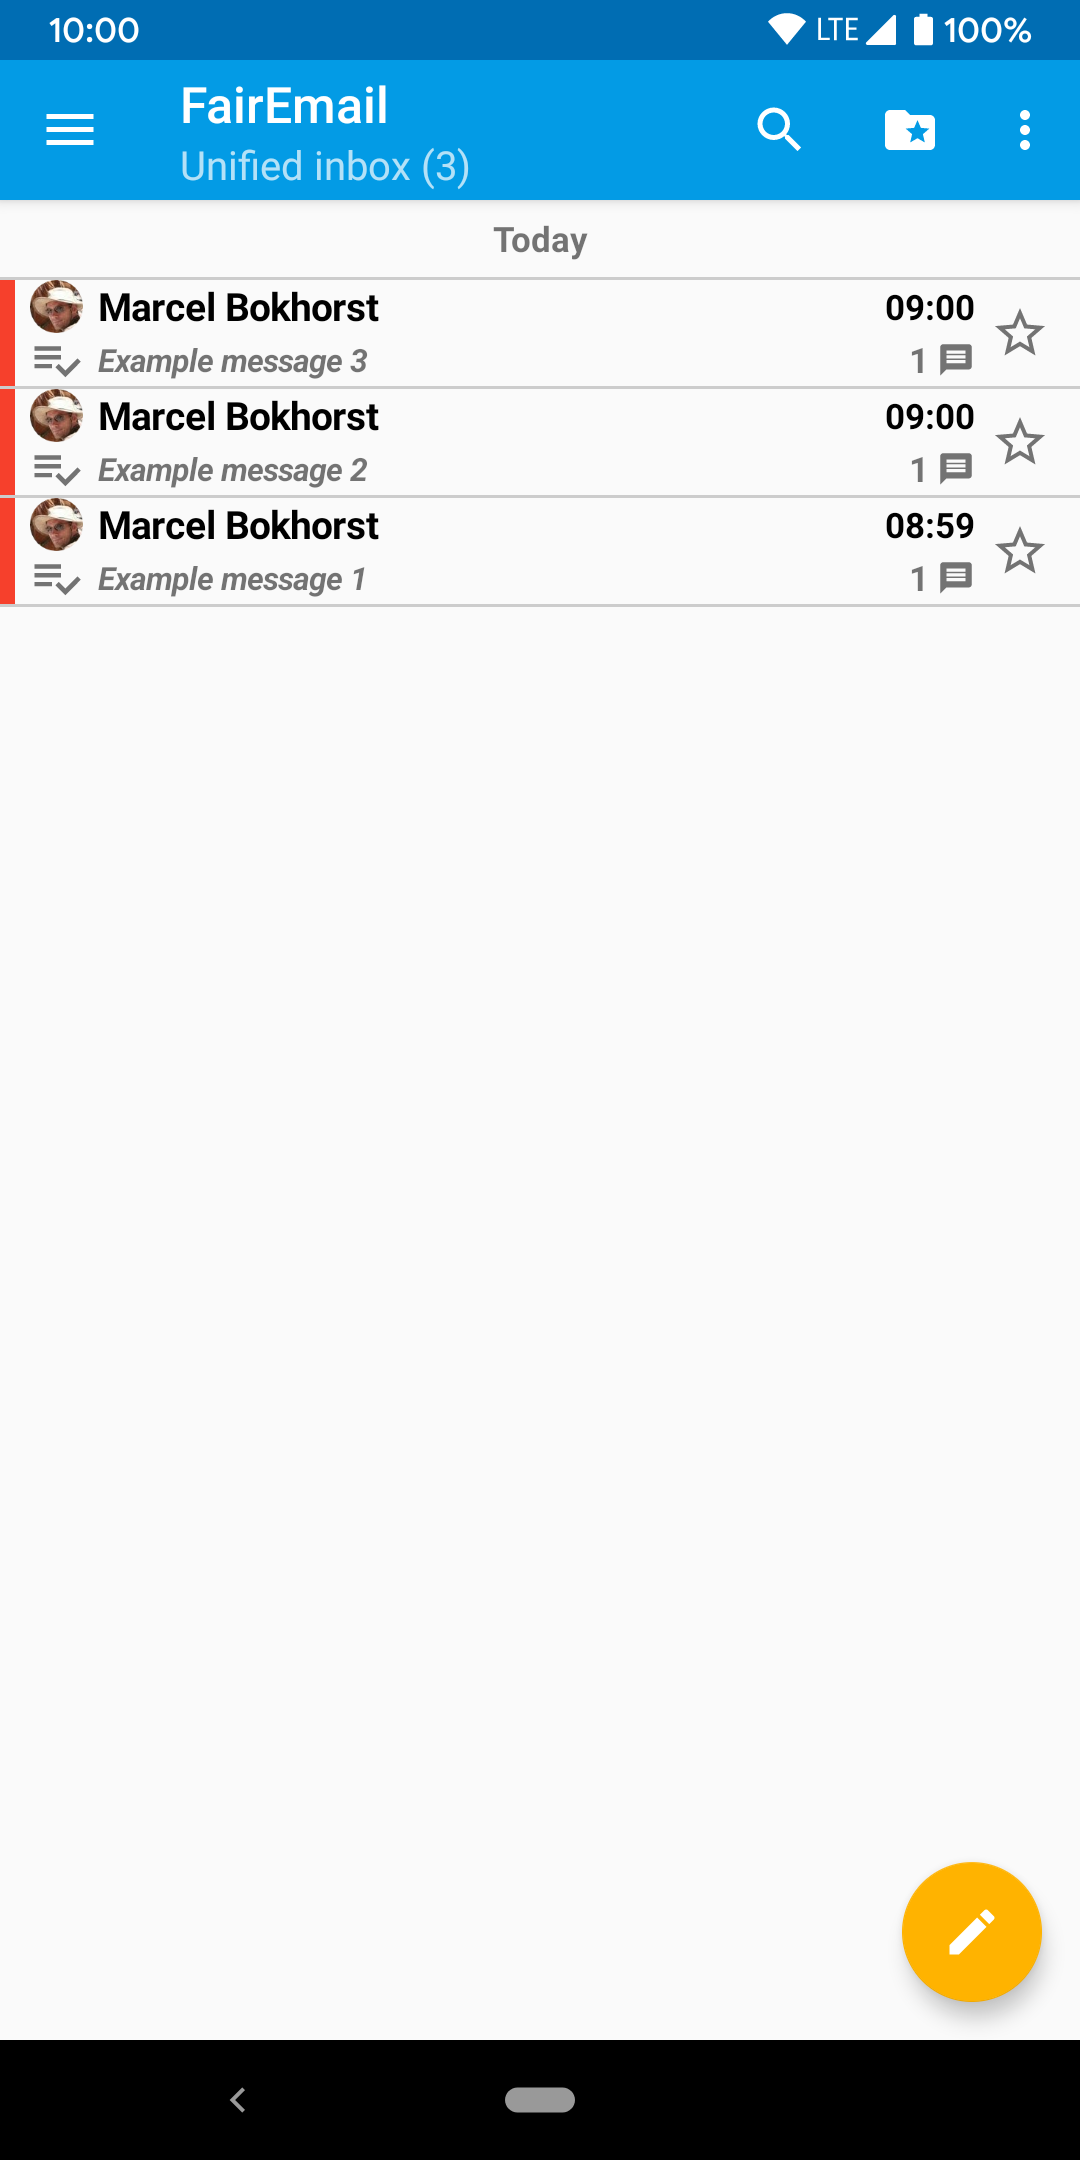 10:00 LTE 100%
FairEmail
Unified inbox (3)
Today
Marcel Bokhorst 09:00
Example message 3 1
Marcel Bokhorst 09:00
Example message 2 1
Marcel Bokhorst 08:59
Example message 1 1